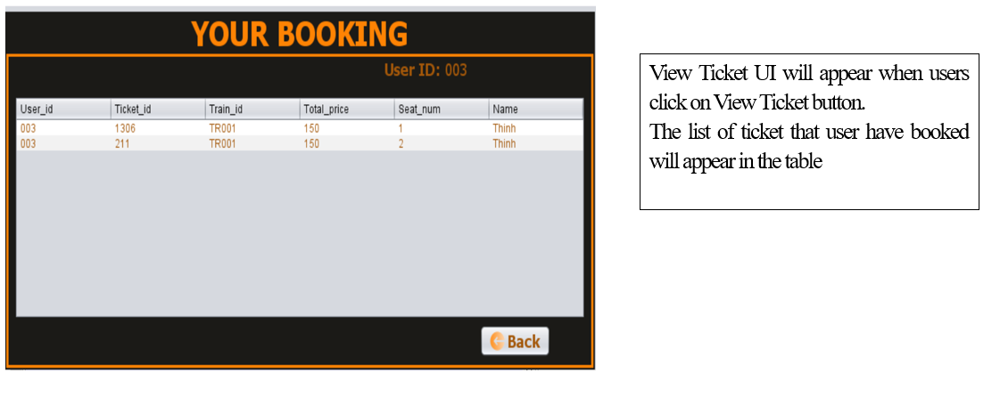 YOUR BOOKING
User ID: 003
User_id Ticket_id Train_id Total_price Seat_num Name
003 1306 TR001 150 1 Thinh
003 211 TR001 150 2 Thinh
Back
View Ticket UI will appear when users
click on View Ticket button.
The list of ticket that user have booked
will appear in the table